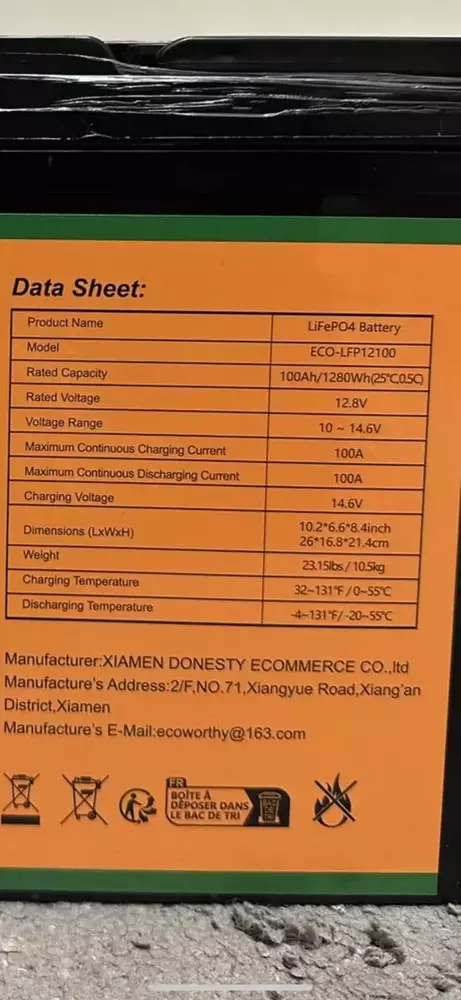 Data Sheet:
Product Name LiFePO4 Battery
Model ECO-LFP12100
Rated Capacity 100Ah/1280Wh(25℃,0.5C)
Rated Voltage 12.8V
Voltage Range 10 ~ 14.6V
Maximum Continuous Charging Current 100A
Maximum Continuous Discharging Current 100A
Charging Voltage 14.6V
Dimensions (LxWxH) 10.2*6.6*8.4inch
26*16.8*21.4cm
Weight 23.15lbs / 10.5kg
Charging Temperature 32~131℉ / 0~55℃
Discharging Temperature -4~131℉/ -20~55℃
Manufacturer:XIAMEN DONESTY ECOMMERCE CO.,ltd
Manufacture's Address:2/F,NO.71,Xiangyue Road,Xiang'an
District,Xiamen
Manufacture's E-Mail:ecoworthy@163.com
FR
BOÎTE À
DÉPOSER DANS
LE BAC DE TRI